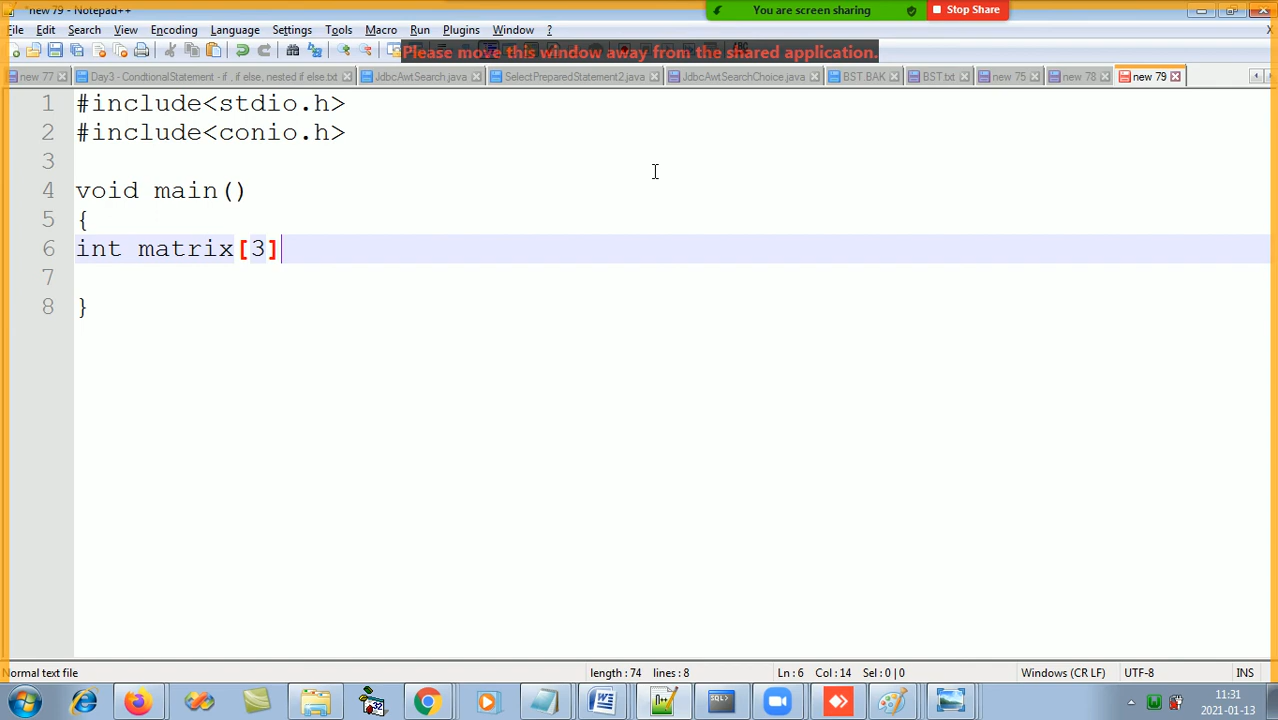 *new 79 - Notepad++
You are screen sharing
Stop Share
File Edit Search View Encoding Language Settings Tools Macro Run Plugins Window ?
Please move this window away from the shared application.
new 77 Day3 - CondtionalStatement - if , if else, nested if else.txt JdbcAwtSearch.java SelectPreparedStatement2.java JdbcAwtSearchChoice.java BST BAK BST.txt new 75 new 78 new 79
1 #include<stdio.h>
2 #include<conio.h>
3
4 void main()
5 {
6 int matrix[3]
7
8 }
Normal text file length : 74 lines : 8 Ln : 6 Col : 14 Sel : 0 | 0 Windows (CR LF) UTF-8 INS
11:31
2021-01-13